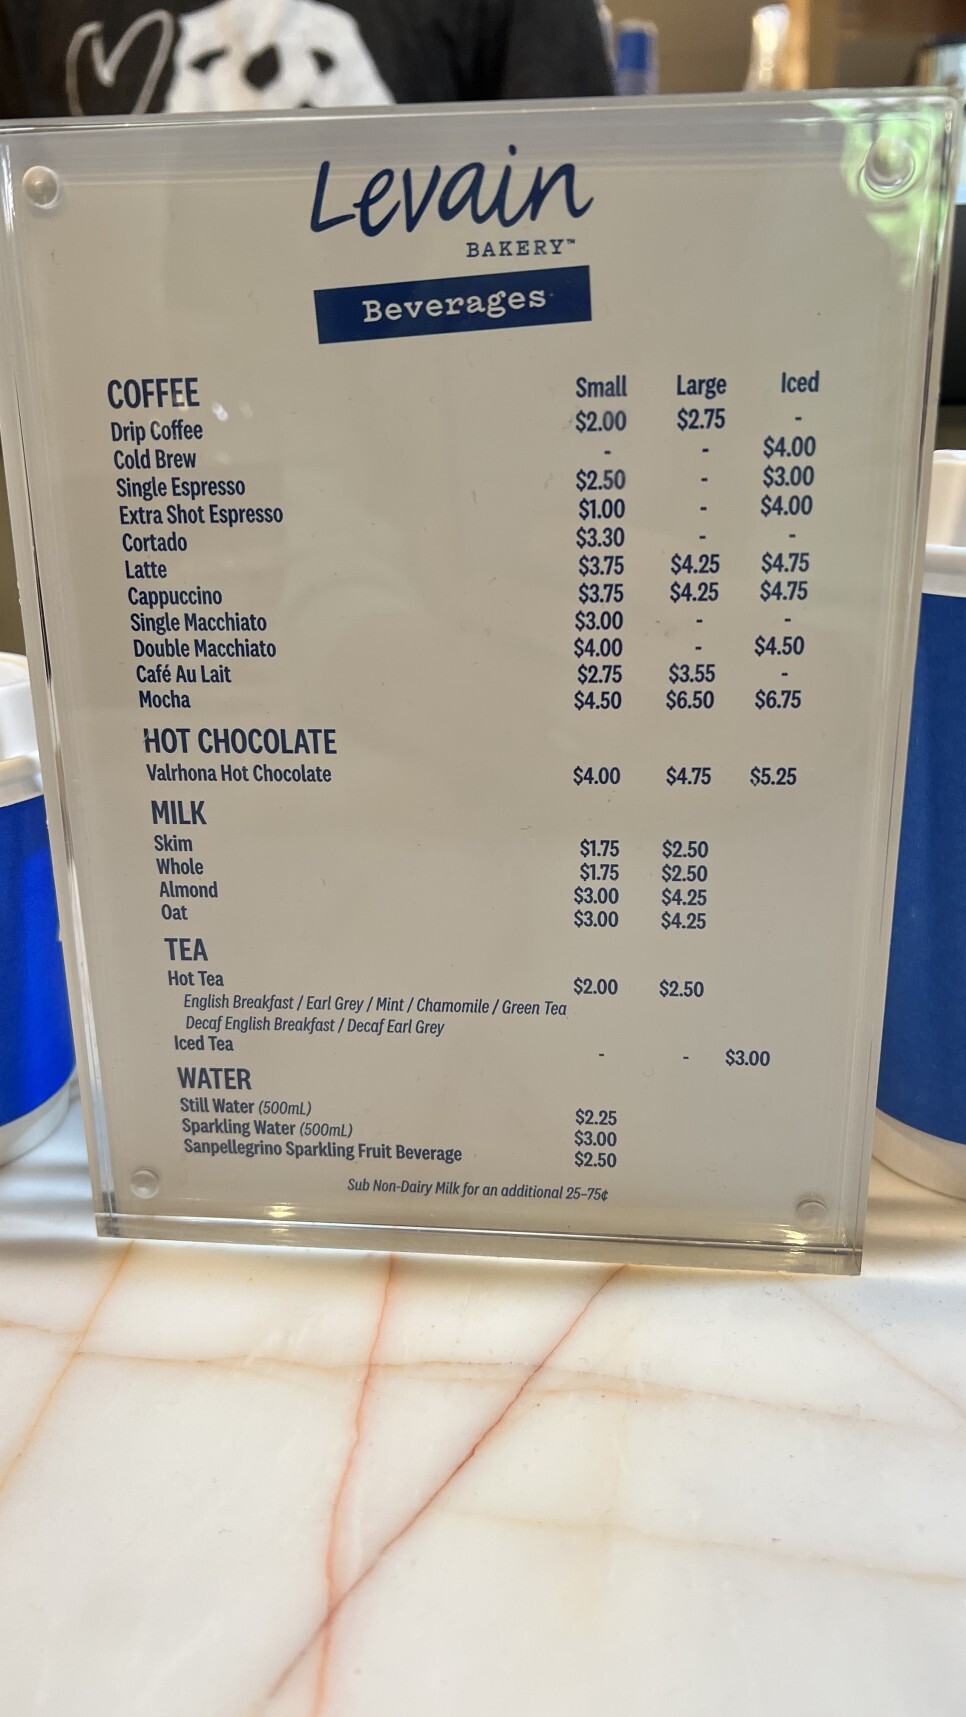 Levain
BAKERY™
Beverages
COFFEE Small Large Iced
Drip Coffee $2.00 $2.75 -
Cold Brew - - $4.00
Single Espresso $2.50 - $3.00
Extra Shot Espresso $1.00 - $4.00
Cortado $3.30 - -
Latte $3.75 $4.25 $4.75
Cappuccino $3.75 $4.25 $4.75
Single Macchiato $3.00 - -
Double Macchiato $4.00 - $4.50
Café Au Lait $2.75 $3.55 -
Mocha $4.50 $6.50 $6.75
HOT CHOCOLATE
Valrhona Hot Chocolate $4.00 $4.75 $5.25
MILK
Skim $1.75 $2.50
Whole $1.75 $2.50
Almond $3.00 $4.25
Oat $3.00 $4.25
TEA
Hot Tea $2.00 $2.50
English Breakfast / Earl Grey / Mint / Chamomile / Green Tea
Decaf English Breakfast / Decaf Earl Grey
Iced Tea - - $3.00
WATER
Still Water (500mL) $2.25
Sparkling Water (500mL) $3.00
Sanpellegrino Sparkling Fruit Beverage $2.50
Sub Non-Dairy Milk for an additional 25-75¢